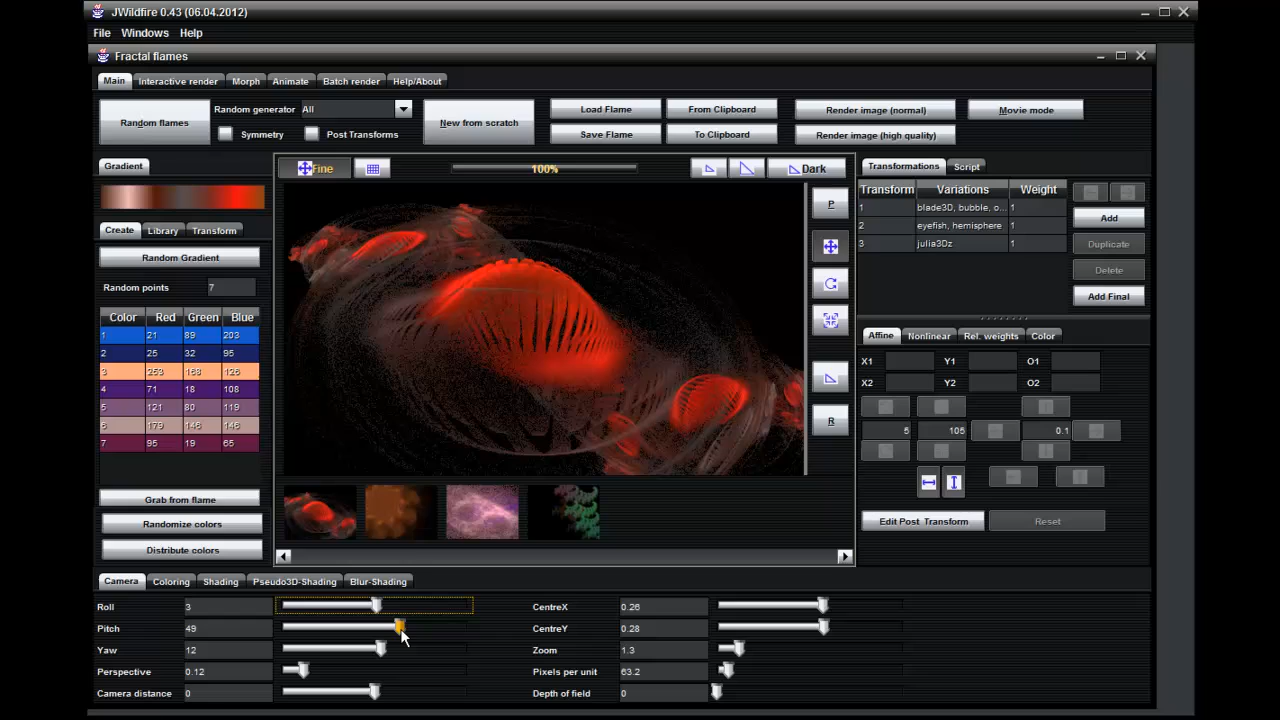 JWildfire 0.43 (06.04.2012)
File Windows Help
Fractal flames
Main Interactive render Morph Animate Batch render Help/About
Random flames
Random generator All
Symmetry Post Transforms
New from scratch
Load Flame From Clipboard
Save Flame To Clipboard
Render image (normal) Movie mode
Render image (high quality)
Gradient
Fine 100% Dark
Transformations Script
Transform Variations Weight
1 blade3D, bubble, o... 1
2 eyefish, hemisphere 1
3 julia3Dz 1
Add
Duplicate
Delete
Add Final
P
R
Create Library Transform
Random Gradient
Random points 7
Color Red Green Blue
1 21 89 203
2 25 32 95
3 253 168 126
4 71 18 108
5 121 80 119
6 179 146 146
7 95 19 65
Grab from flame
Randomize colors
Distribute colors
Affine Nonlinear Rel. weights Color
X1 Y1 O1
X2 Y2 O2
5 105 0.1
Edit Post Transform Reset
Camera Coloring Shading Pseudo3D-Shading Blur-Shading
Roll 3 CentreX 0.26
Pitch 49 CentreY 0.28
Yaw 12 Zoom 1.3
Perspective 0.12 Pixels per unit 63.2
Camera distance 0 Depth of field 0